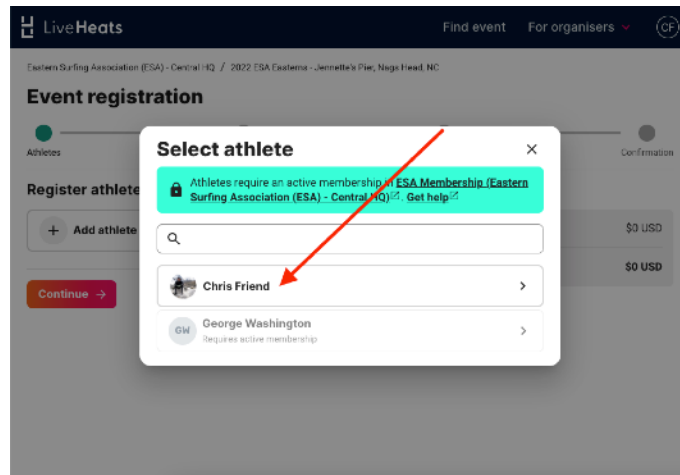 LiveHeats
Find event
For organisers
CF
Eastern Surfing Association (ESA) - Central HQ / 2022 ESA Easterns - Jennette's Pier, Nags Head, NC
Event registration
Athletes
Confirmation
Select athlete
Athletes require an active membership in ESA Membership (Eastern
Surfing Association (ESA) - Central HQ). Get help
Register athlete
Add athlete
$0 USD
$0 USD
Continue →
Chris Friend
GW
George Washington
Requires active membership